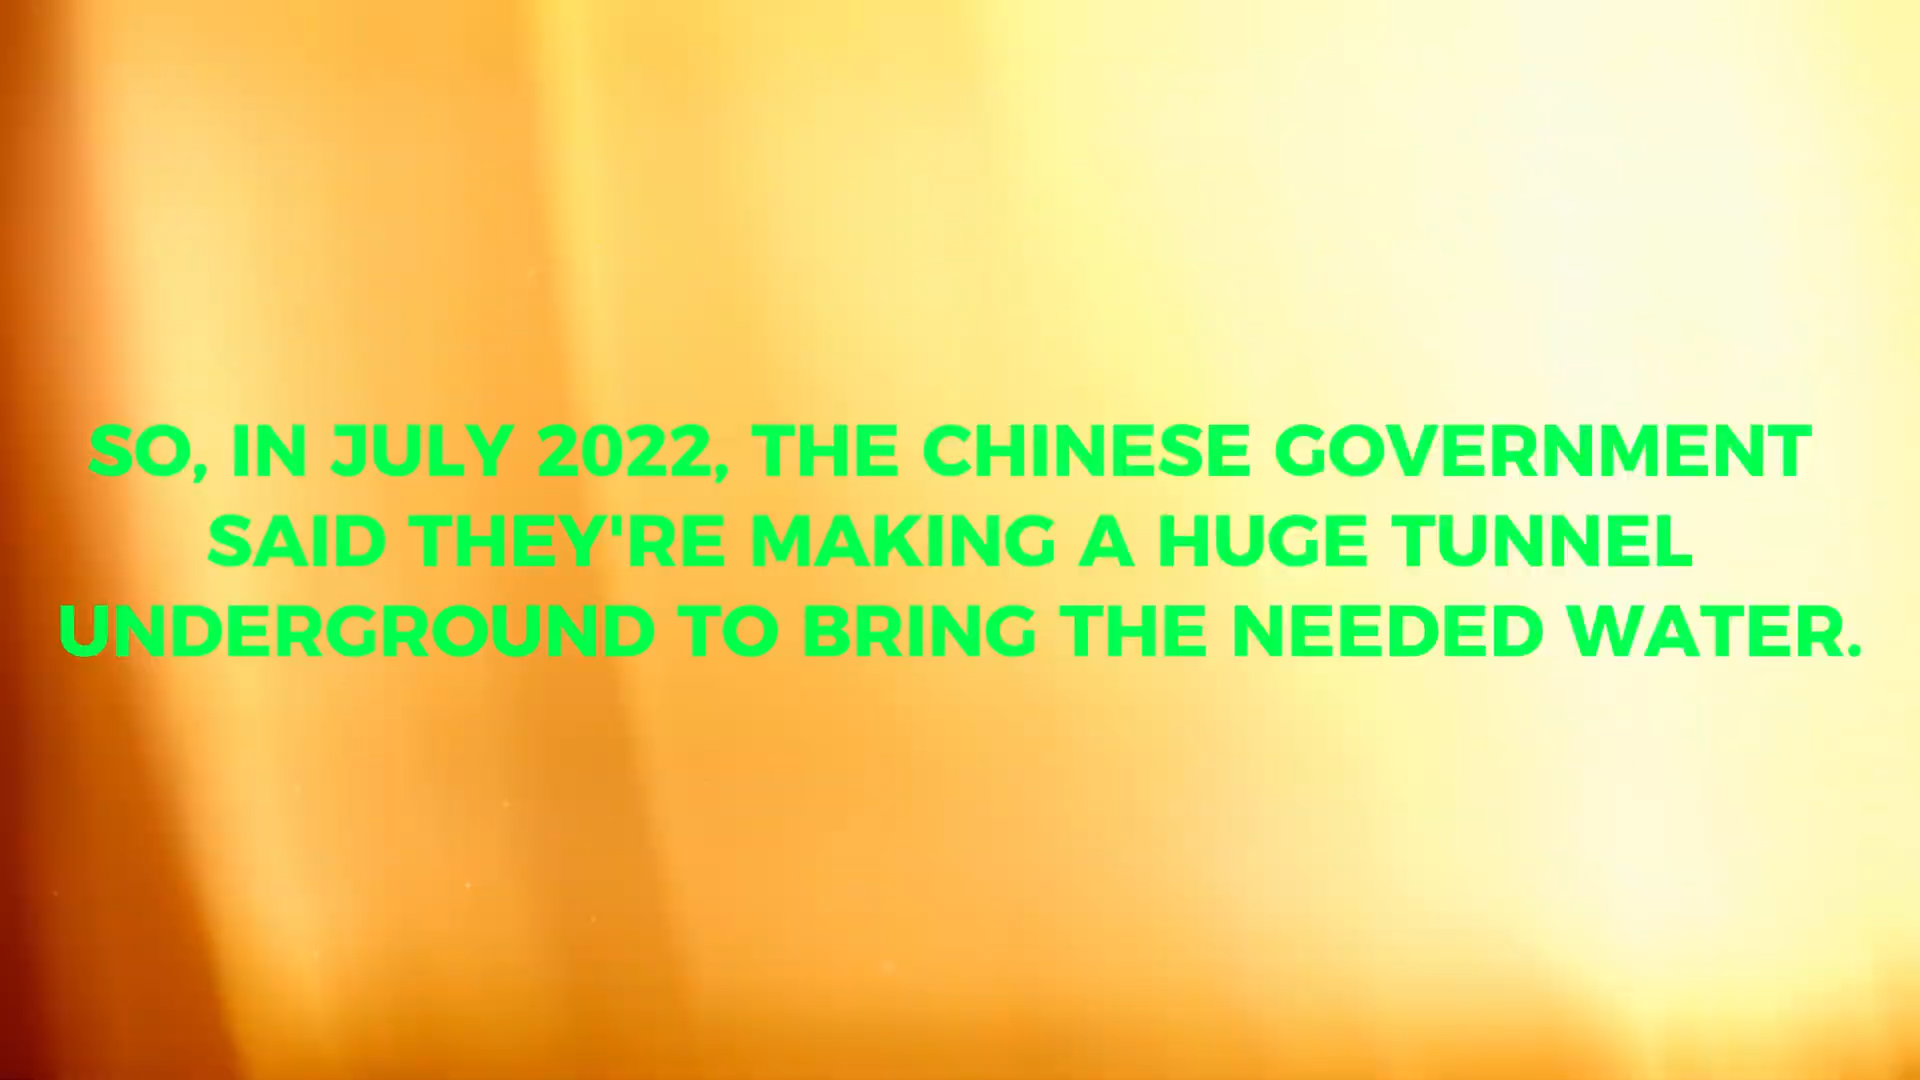 SO, IN JULY 2022, THE CHINESE GOVERNMENT
SAID THEY'RE MAKING A HUGE TUNNEL
UNDERGROUND TO BRING THE NEEDED WATER.